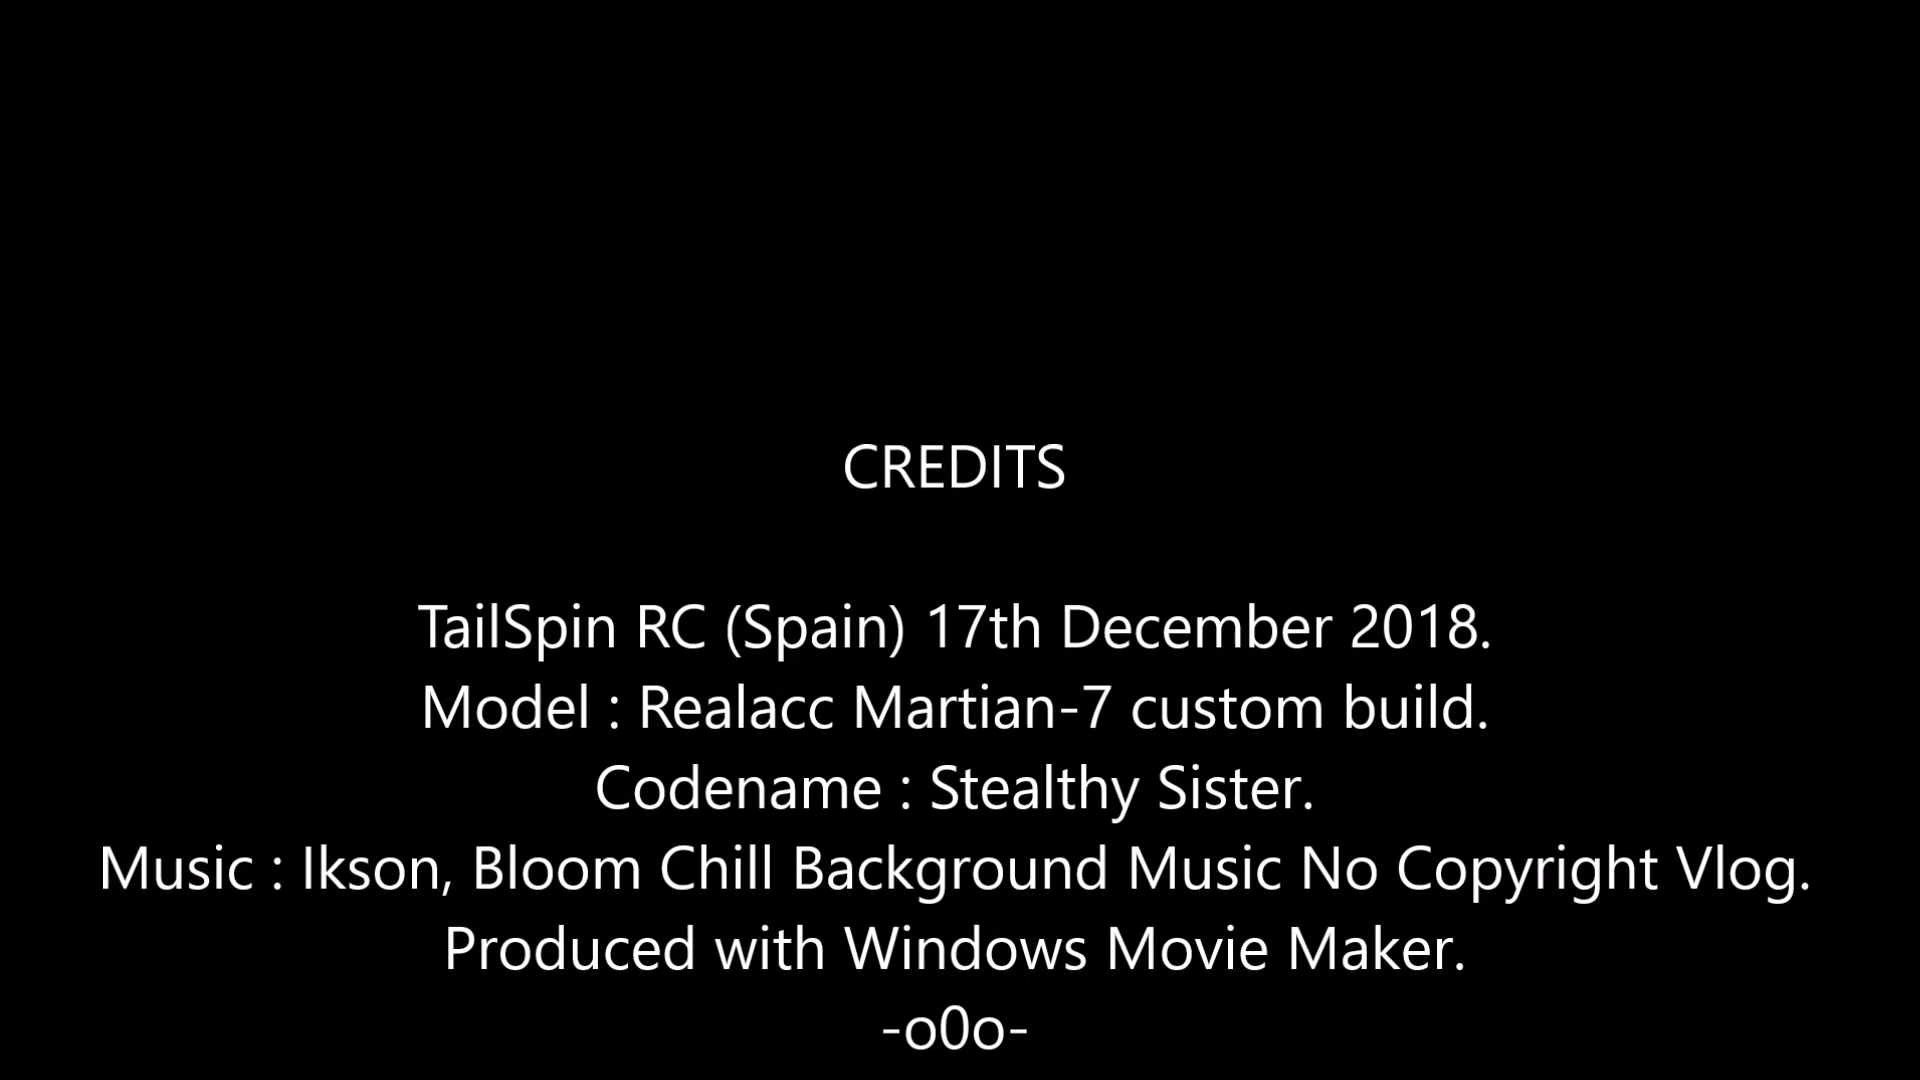 CREDITS
TailSpin RC (Spain) 17th December 2018.
Model : Realacc Martian-7 custom build.
Codename : Stealthy Sister.
Music : Ikson, Bloom Chill Background Music No Copyright Vlog.
Produced with Windows Movie Maker.
-o0o-